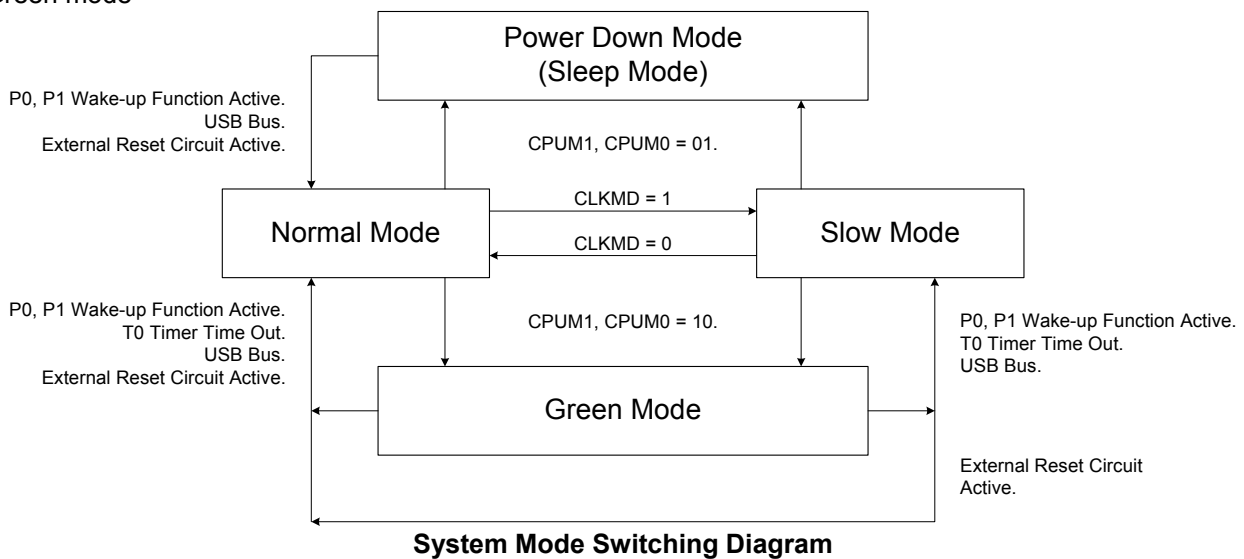 Green mode
Power Down Mode
(Sleep Mode)
P0, P1 Wake-up Function Active.
USB Bus.
External Reset Circuit Active.
CPUM1, CPUM0 = 01.
CLKMD = 1
Normal Mode
Slow Mode
CLKMD = 0
P0, P1 Wake-up Function Active.
T0 Timer Time Out.
USB Bus.
External Reset Circuit Active.
CPUM1, CPUM0 = 10.
P0, P1 Wake-up Function Active.
T0 Timer Time Out.
USB Bus.
Green Mode
External Reset Circuit
Active.
System Mode Switching Diagram